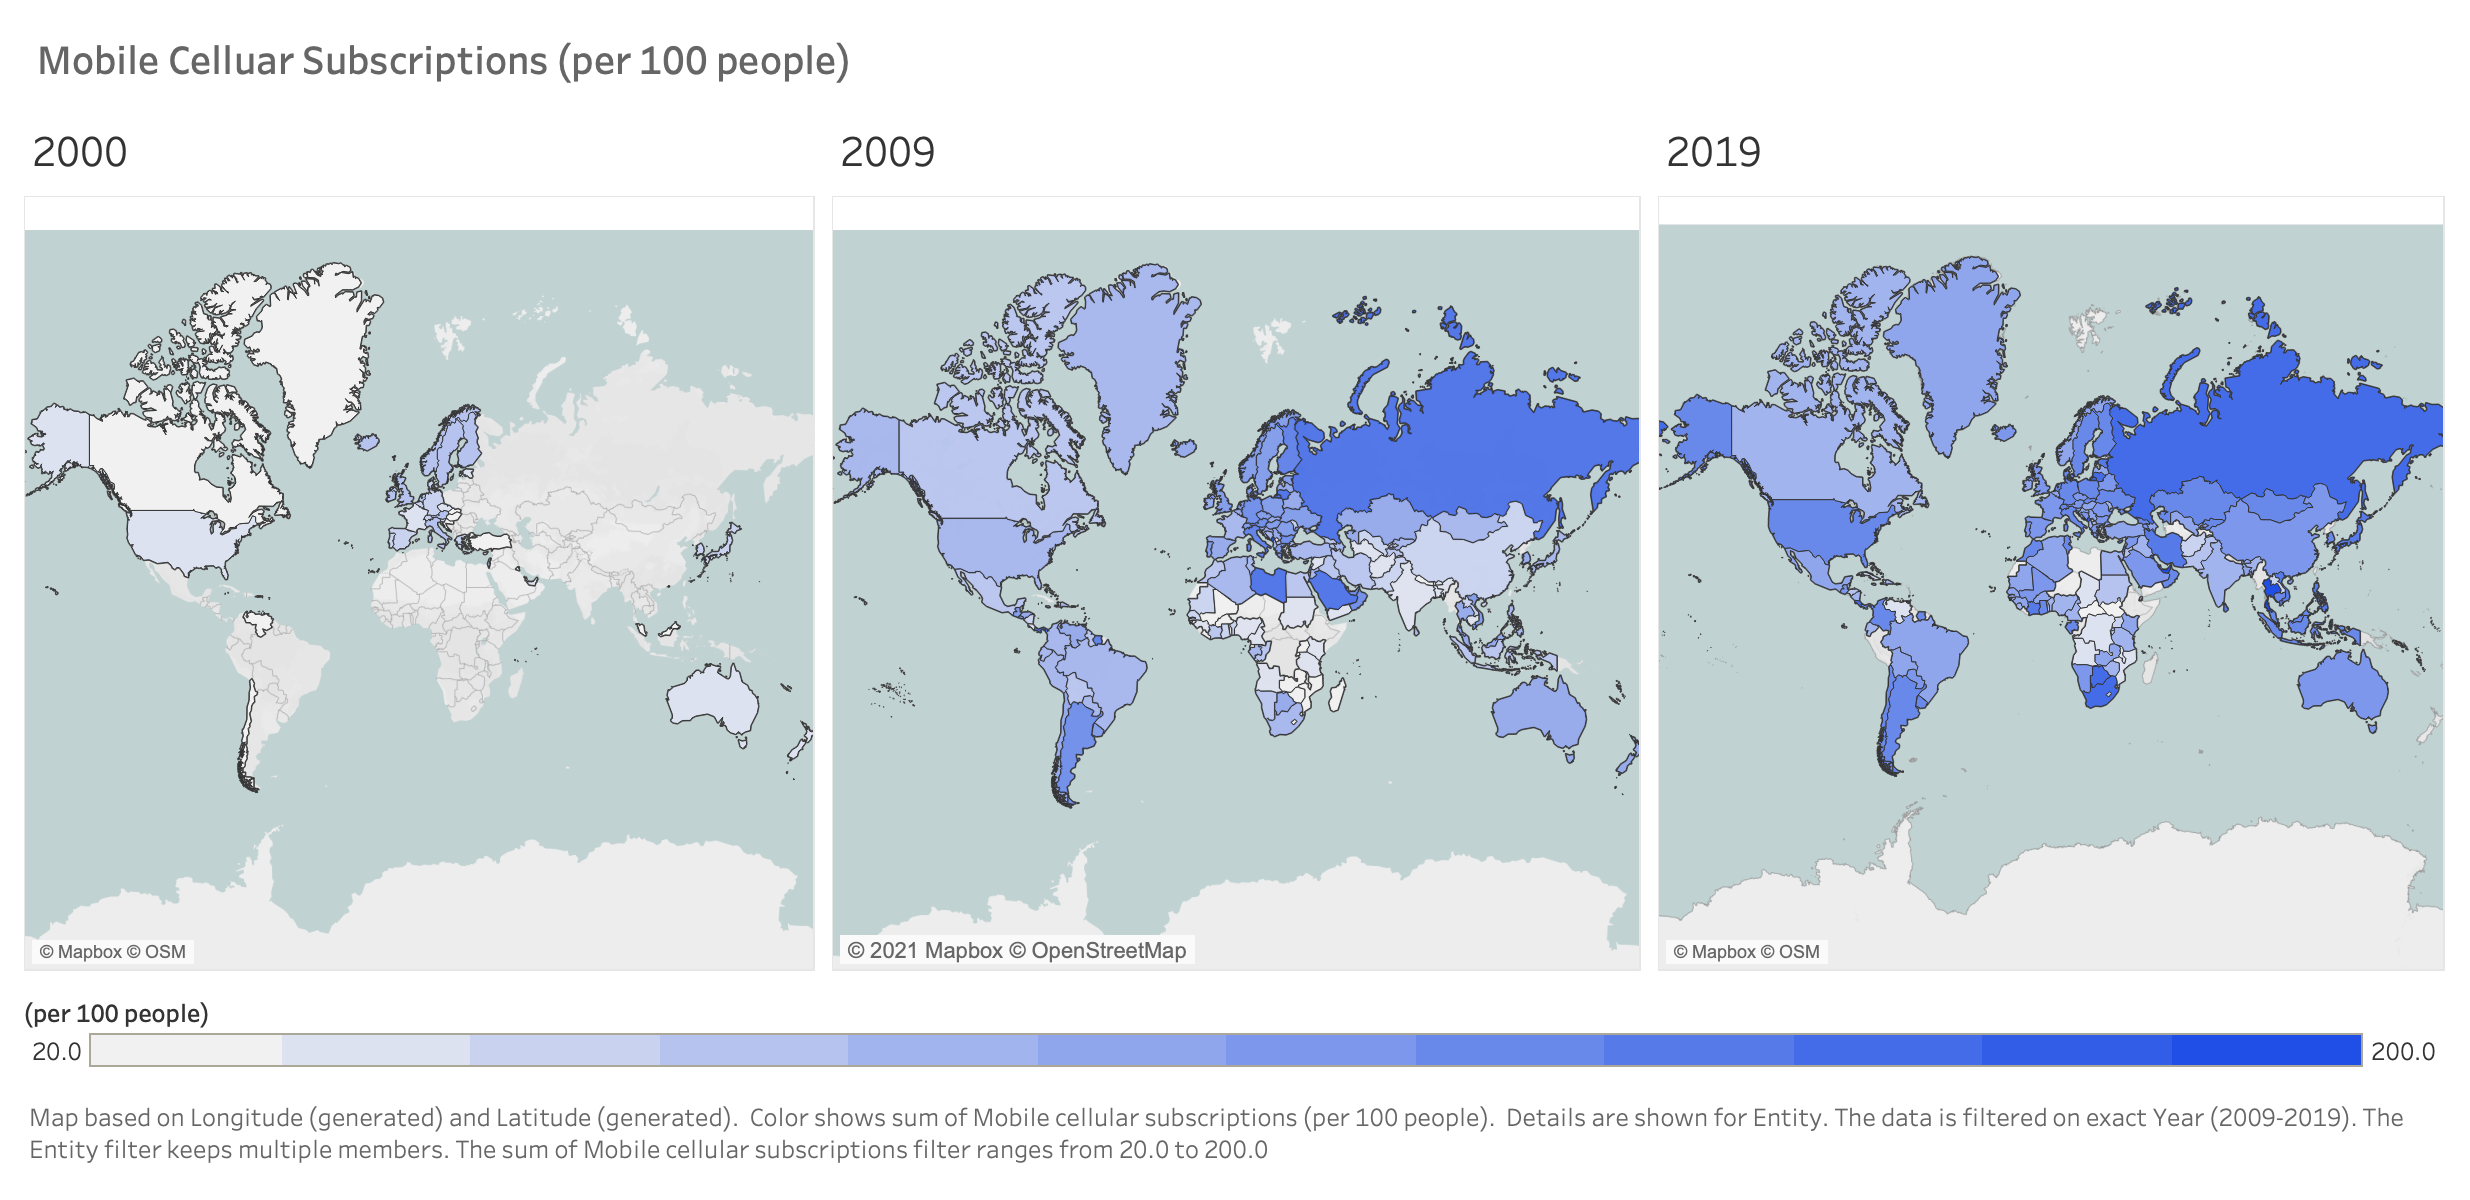 Mobile Celluar Subscriptions (per 100 people)
2000
2009
2019
© Mapbox © OSM
© 2021 Mapbox © OpenStreetMap
© Mapbox © OSM
(per 100 people)
20.0
200.0
Map based on Longitude (generated) and Latitude (generated).  Color shows sum of Mobile cellular subscriptions (per 100 people).  Details are shown for Entity. The data is filtered on exact Year (2009-2019). The
Entity filter keeps multiple members. The sum of Mobile cellular subscriptions filter ranges from 20.0 to 200.0